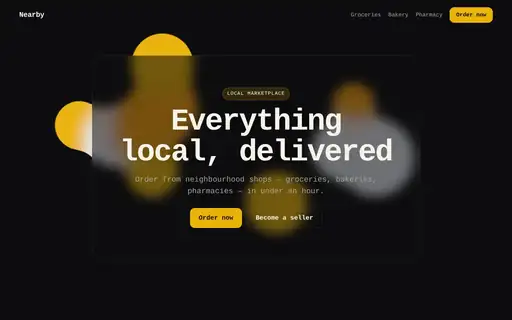 Nearby
Groceries Bakery Pharmacy Order now
LOCAL MARKETPLACE
Everything
local, delivered
Order from neighbourhood shops — groceries, bakeries,
pharmacies — in under an hour.
Order now Become a seller